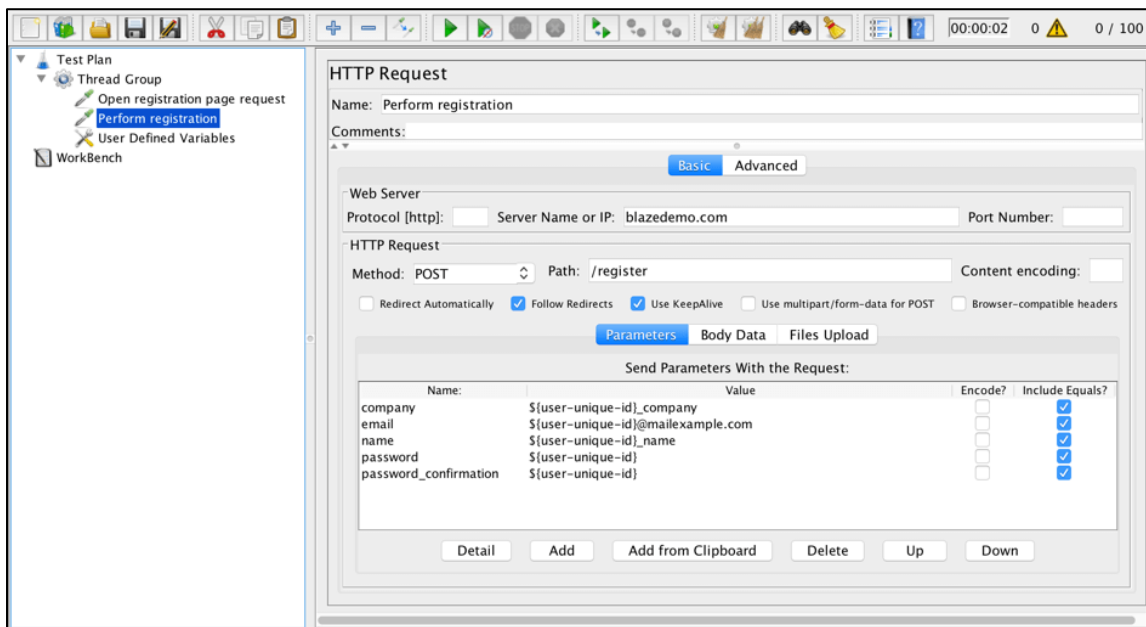 00:00:02 0 0 / 100
Test Plan
Thread Group
Open registration page request
Perform registration
User Defined Variables
WorkBench
HTTP Request
Name: Perform registration
Comments:
Basic Advanced
Web Server
Protocol [http]: Server Name or IP: blazedemo.com Port Number:
HTTP Request
Method: POST Path: /register Content encoding:
Redirect Automatically Follow Redirects Use KeepAlive Use multipart/form-data for POST Browser-compatible headers
Parameters Body Data Files Upload
Send Parameters With the Request:
Name: Value Encode? Include Equals?
company ${user-unique-id}_company
email ${user-unique-id}@mailexample.com
name ${user-unique-id}_name
password ${user-unique-id}
password_confirmation ${user-unique-id}
Detail Add Add from Clipboard Delete Up Down